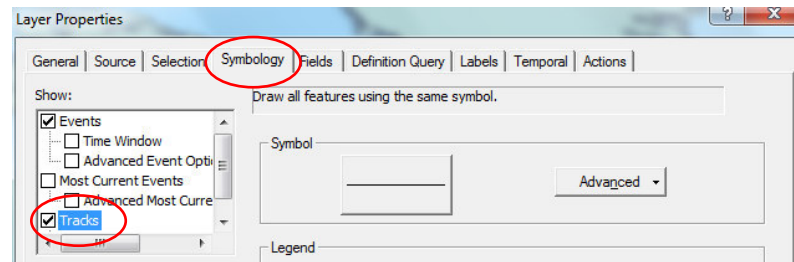 Layer Properties
? X
General Source Selection Symbology Fields Definition Query Labels Temporal Actions
Show:
Draw all features using the same symbol.
Events
Time Window
Advanced Event Opti
Most Current Events
Advanced Most Curre
Tracks
Symbol
Advanced
Legend